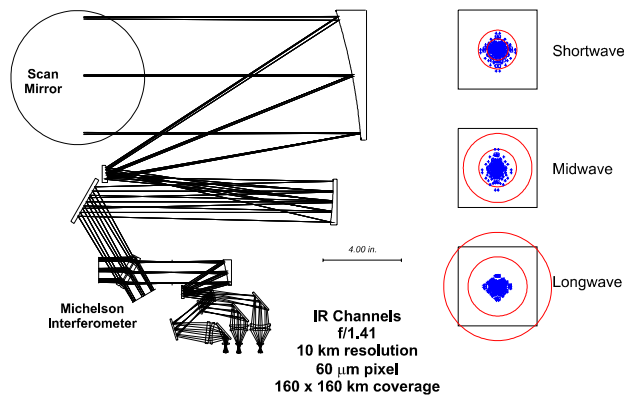 Scan
Mirror
Shortwave
Midwave
4.00 in.
Longwave
Michelson
Interferometer
IR Channels
f/1.41
10 km resolution
60 μm pixel
160 x 160 km coverage